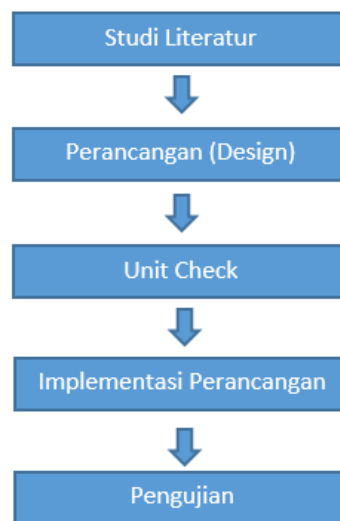 Studi Literatur
Perancangan (Design)
Unit Check
Implementasi Perancangan
Pengujian